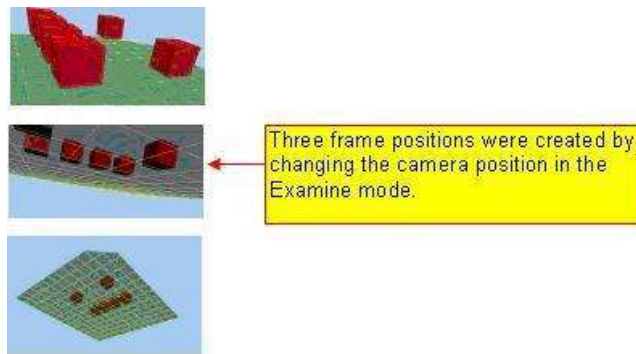 Three frame positions were created by
changing the camera position in the
Examine mode.